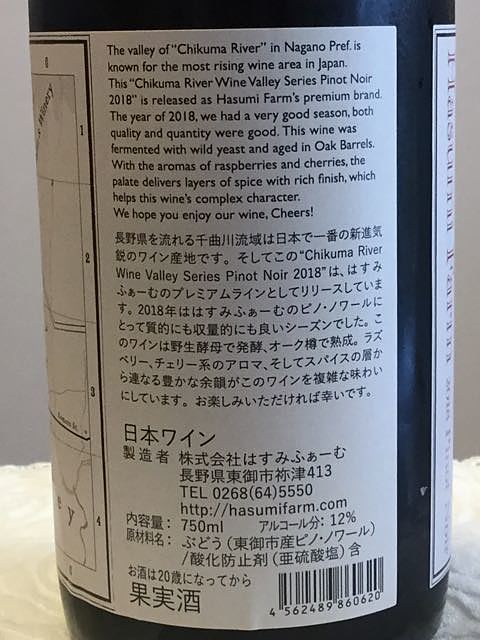 The valley of "Chikuma River" in Nagano Pref. is
known for the most rising wine area in Japan.
This "Chikuma River Wine Valley Series Pinot Noir
2018" is released as Hasumi Farm's premium brand.
The year of 2018, we had a very good season, both
quality and quantity were good. This wine was
fermented with wild yeast and aged in Oak Barrels.
With the aromas of raspberries and cherries, the
palate delivers layers of spice with rich finish, which
helps this wine's complex character.
We hope you enjoy our wine, Cheers!
長野県を流れる千曲川流域は日本で一番の新進気
鋭のワイン産地です。そしてこの"Chikuma River
Wine Valley Series Pinot Noir 2018"は、はすみ
ふぁーむのプレミアムラインとしてリリースしていま
す。2018年ははすみふぁーむのピノ・ノワールに
とって質的にも収量的にも良いシーズンでした。こ
のワインは野生酵母で発酵、オーク樽で熟成。ラズ
ベリー、チェリー系のアロマ、そしてスパイスの層か
ら連なる豊かな余韻がこのワインを複雑な味わい
にしています。お楽しみいただければ幸いです。
日本ワイン
製造者 株式会社はすみふぁーむ
長野県東御市祢津413
TEL 0268(64)5550
http://hasumifarm.com
内容量： 750ml アルコール分： 12%
原材料名： ぶどう（東御市産ピノ・ノワール）
/酸化防止剤（亜硫酸塩）含
お酒は20歳になってから
果実酒
4 562489 860620
6
1
2
3
4
6
Winery
ey
Hasumi Farm